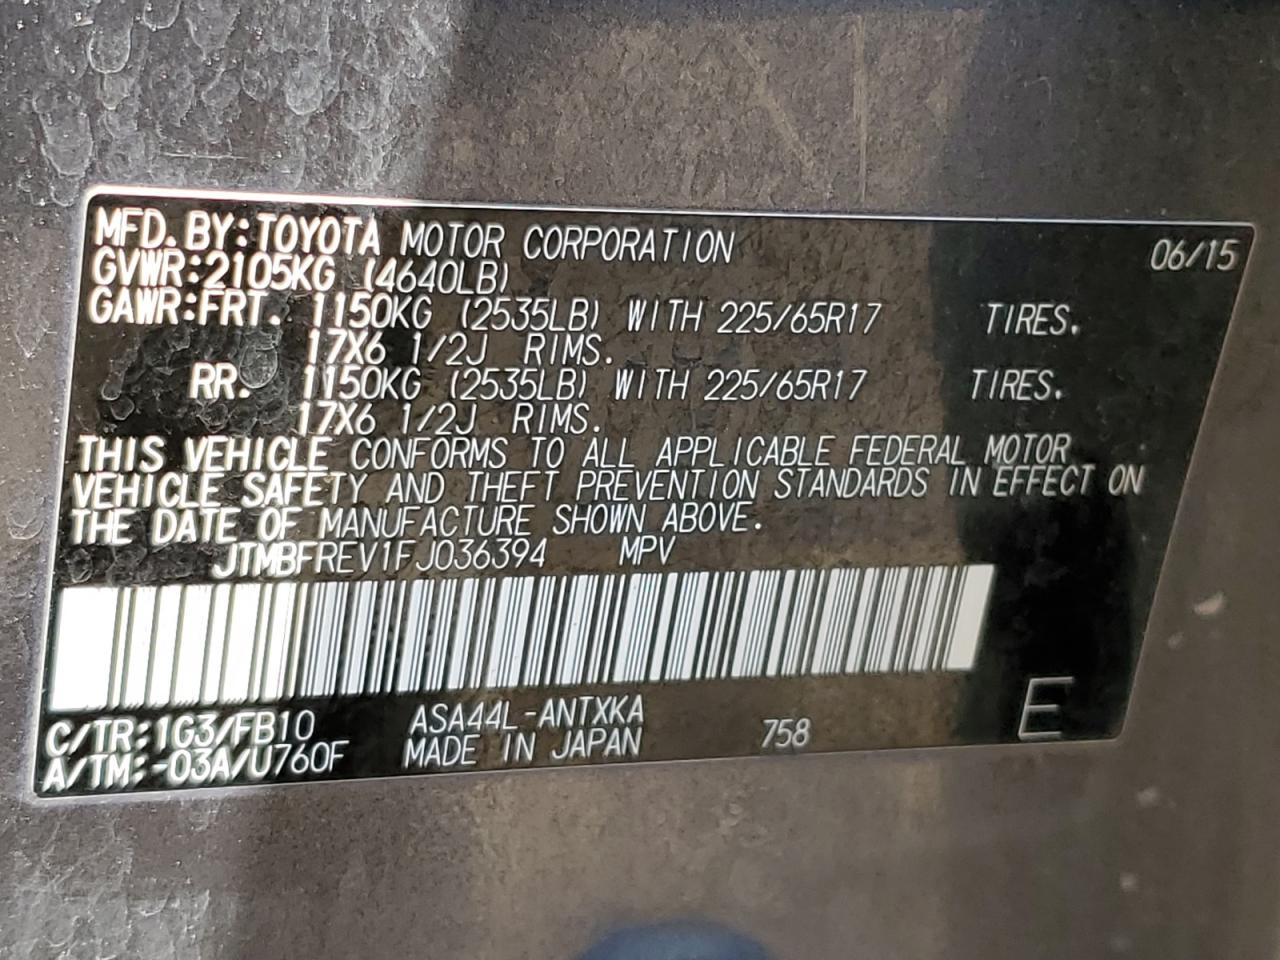 MFD. BY: TOYOTA MOTOR CORPORATION 06/15
GVWR: 2105KG (4640LB)
GAWR: FRT. 1150KG (2535LB) WITH 225/65R17 TIRES.
17X6 1/2J RIMS.
RR. 1150KG (2535LB) WITH 225/65R17 TIRES.
17X6 1/2J RIMS.
THIS VEHICLE CONFORMS TO ALL APPLICABLE FEDERAL MOTOR
VEHICLE SAFETY AND THEFT PREVENTION STANDARDS IN EFFECT ON
THE DATE OF MANUFACTURE SHOWN ABOVE.
JTMBFREV1FJ036394 MPV
C/TR: 1G3/FB10 ASA44L-ANTXKA
A/TM: -03A/U760F MADE IN JAPAN 758 E